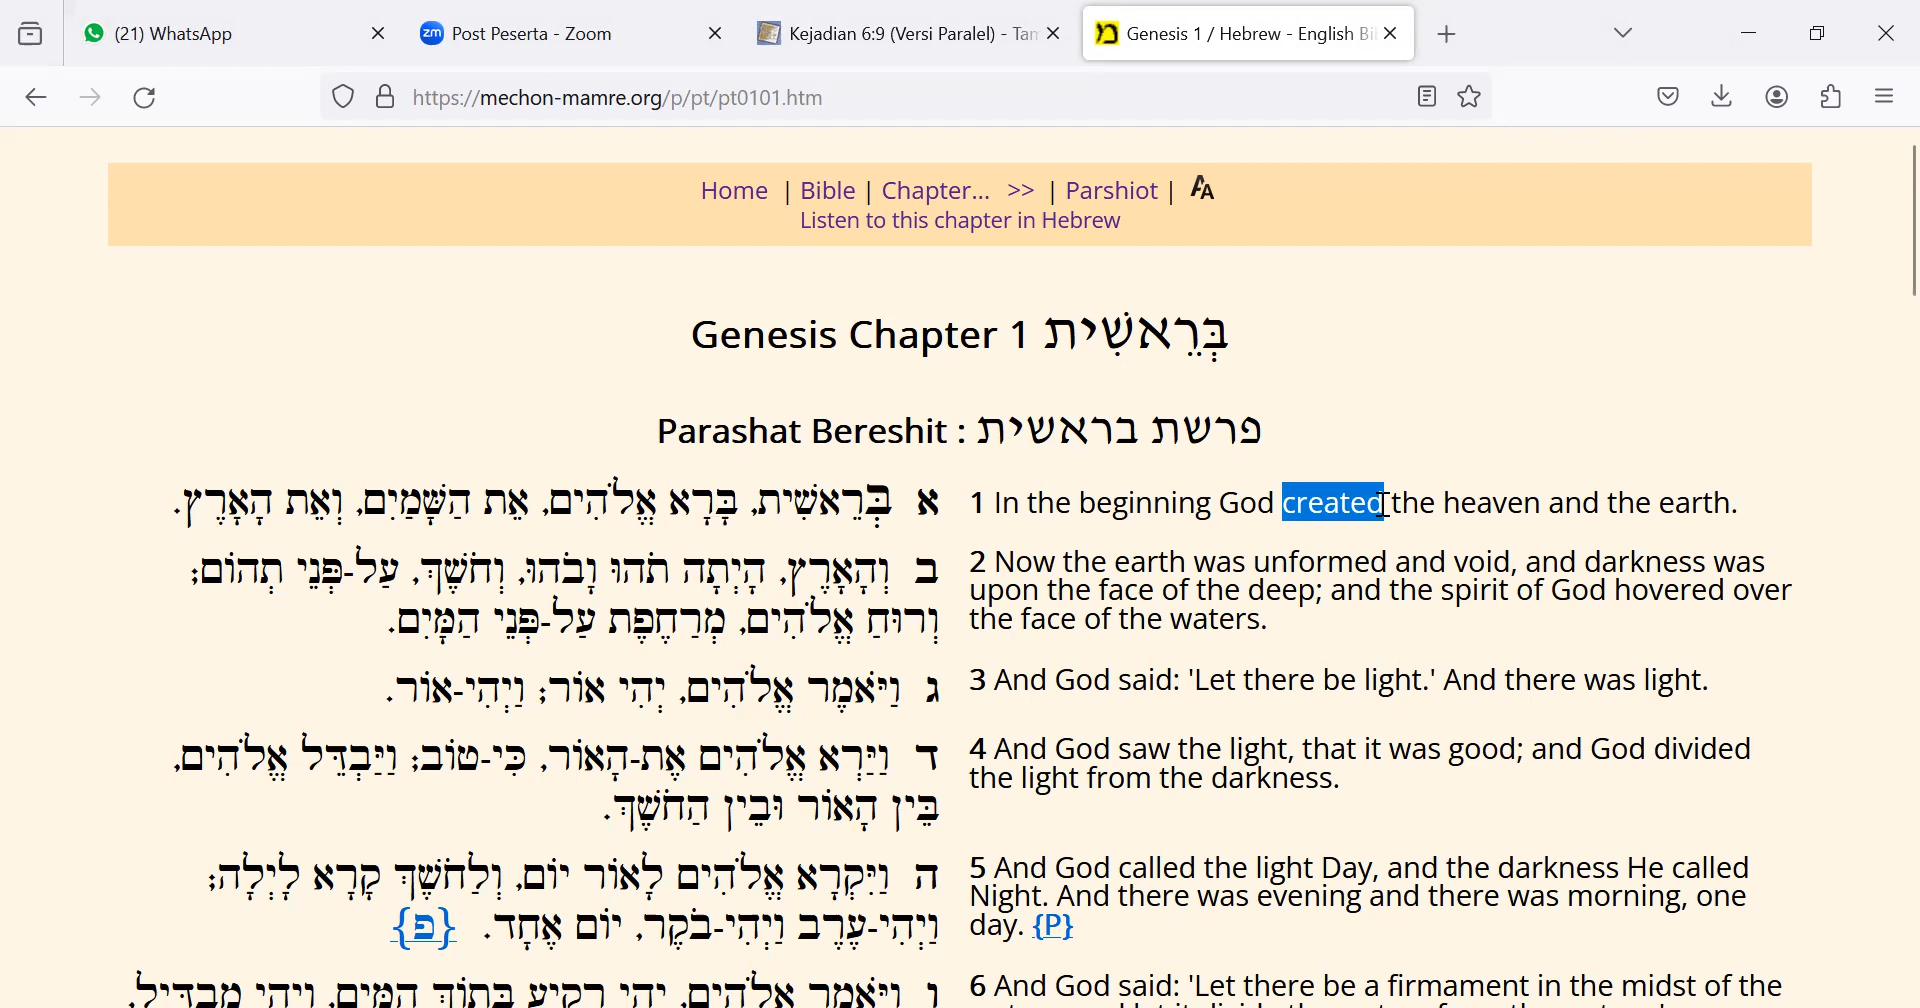 (21) WhatsApp
Post Peserta - Zoom
Kejadian 6:9 (Versi Paralel) - Tam
Genesis 1 / Hebrew - English Bi
https://mechon-mamre.org/p/pt/pt0101.htm
Home | Bible | Chapter... >> | Parshiot |
Listen to this chapter in Hebrew
Genesis Chapter 1 בְּרֵאשִׁית
Parashat Bereshit : פרשת בראשית
א בְּרֵאשִׁית, בָּרָא אֱלֹהִים, אֵת הַשָּׁמַיִם, וְאֵת הָאָרֶץ.
1 In the beginning God created the heaven and the earth.
ב וְהָאָרֶץ, הָיְתָה תֹהוּ וָבֹהוּ, וְחֹשֶׁךְ, עַל-פְּנֵי תְהוֹם;
וְרוּחַ אֱלֹהִים, מְרַחֶפֶת עַל-פְּנֵי הַמָּיִם.
2 Now the earth was unformed and void, and darkness was
upon the face of the deep; and the spirit of God hovered over
the face of the waters.
ג וַיֹּאמֶר אֱלֹהִים, יְהִי אוֹר; וַיְהִי-אוֹר.
3 And God said: 'Let there be light.' And there was light.
ד וַיַּרְא אֱלֹהִים אֶת-הָאוֹר, כִּי-טוֹב; וַיַּבְדֵּל אֱלֹהִים,
בֵּין הָאוֹר וּבֵין הַחֹשֶׁךְ.
4 And God saw the light, that it was good; and God divided
the light from the darkness.
ה וַיִּקְרָא אֱלֹהִים לָאוֹר יוֹם, וְלַחֹשֶׁךְ קָרָא לָיְלָה;
וַיְהִי-עֶרֶב וַיְהִי-בֹקֶר, יוֹם אֶחָד. {פ}
5 And God called the light Day, and the darkness He called
Night. And there was evening and there was morning, one
day. {P}
ו וַיֹּאמֶר אֱלֹהִים, יְהִי רָקִיעַ בְּתוֹךְ הַמָּיִם, וִיהִי מַבְדִּיל,
6 And God said: 'Let there be a firmament in the midst of the